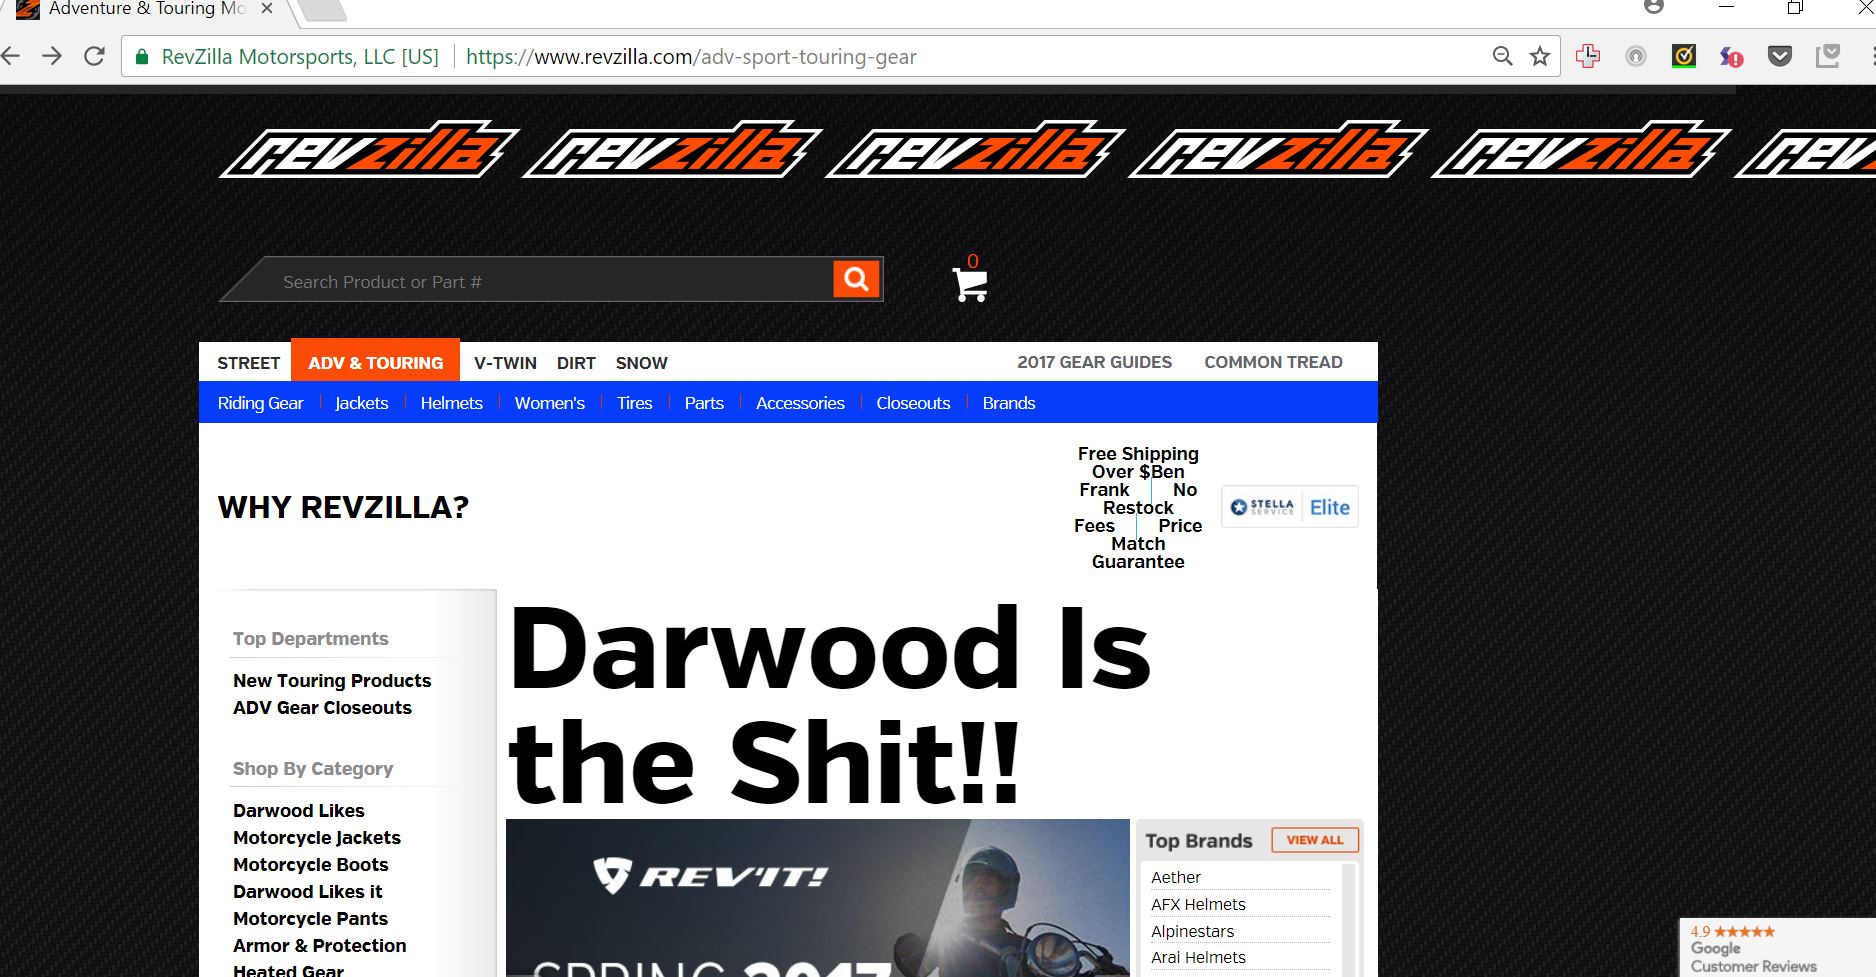 Adventure & Touring Mo
RevZilla Motorsports, LLC [US] https://www.revzilla.com/adv-sport-touring-gear
revzilla revzilla revzilla revzilla revzilla rev
0
Search Product or Part #
STREET ADV & TOURING V-TWIN DIRT SNOW 2017 GEAR GUIDES COMMON TREAD
Riding Gear Jackets Helmets Women's Tires Parts Accessories Closeouts Brands
WHY REVZILLA?
Free Shipping
Over $Ben
Frank No
Restock
Fees Price
Match
Guarantee
STELLA
SERVICE
Elite
Top Departments
New Touring Products
ADV Gear Closeouts
Shop By Category
Darwood Likes
Motorcycle Jackets
Motorcycle Boots
Darwood Likes it
Motorcycle Pants
Armor & Protection
Heated Gear
Darwood Is
the Shit!!
REV'IT!
SPRING 2017
Top Brands VIEW ALL
Aether
AFX Helmets
Alpinestars
Arai Helmets
4.9 ★★★★★
Google
Customer Reviews